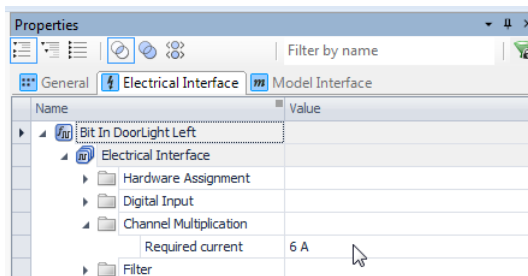 Properties
Filter by name
General Electrical Interface Model Interface
Name Value
Bit In DoorLight Left
Electrical Interface
Hardware Assignment
Digital Input
Channel Multiplication
Required current 6 A
Filter